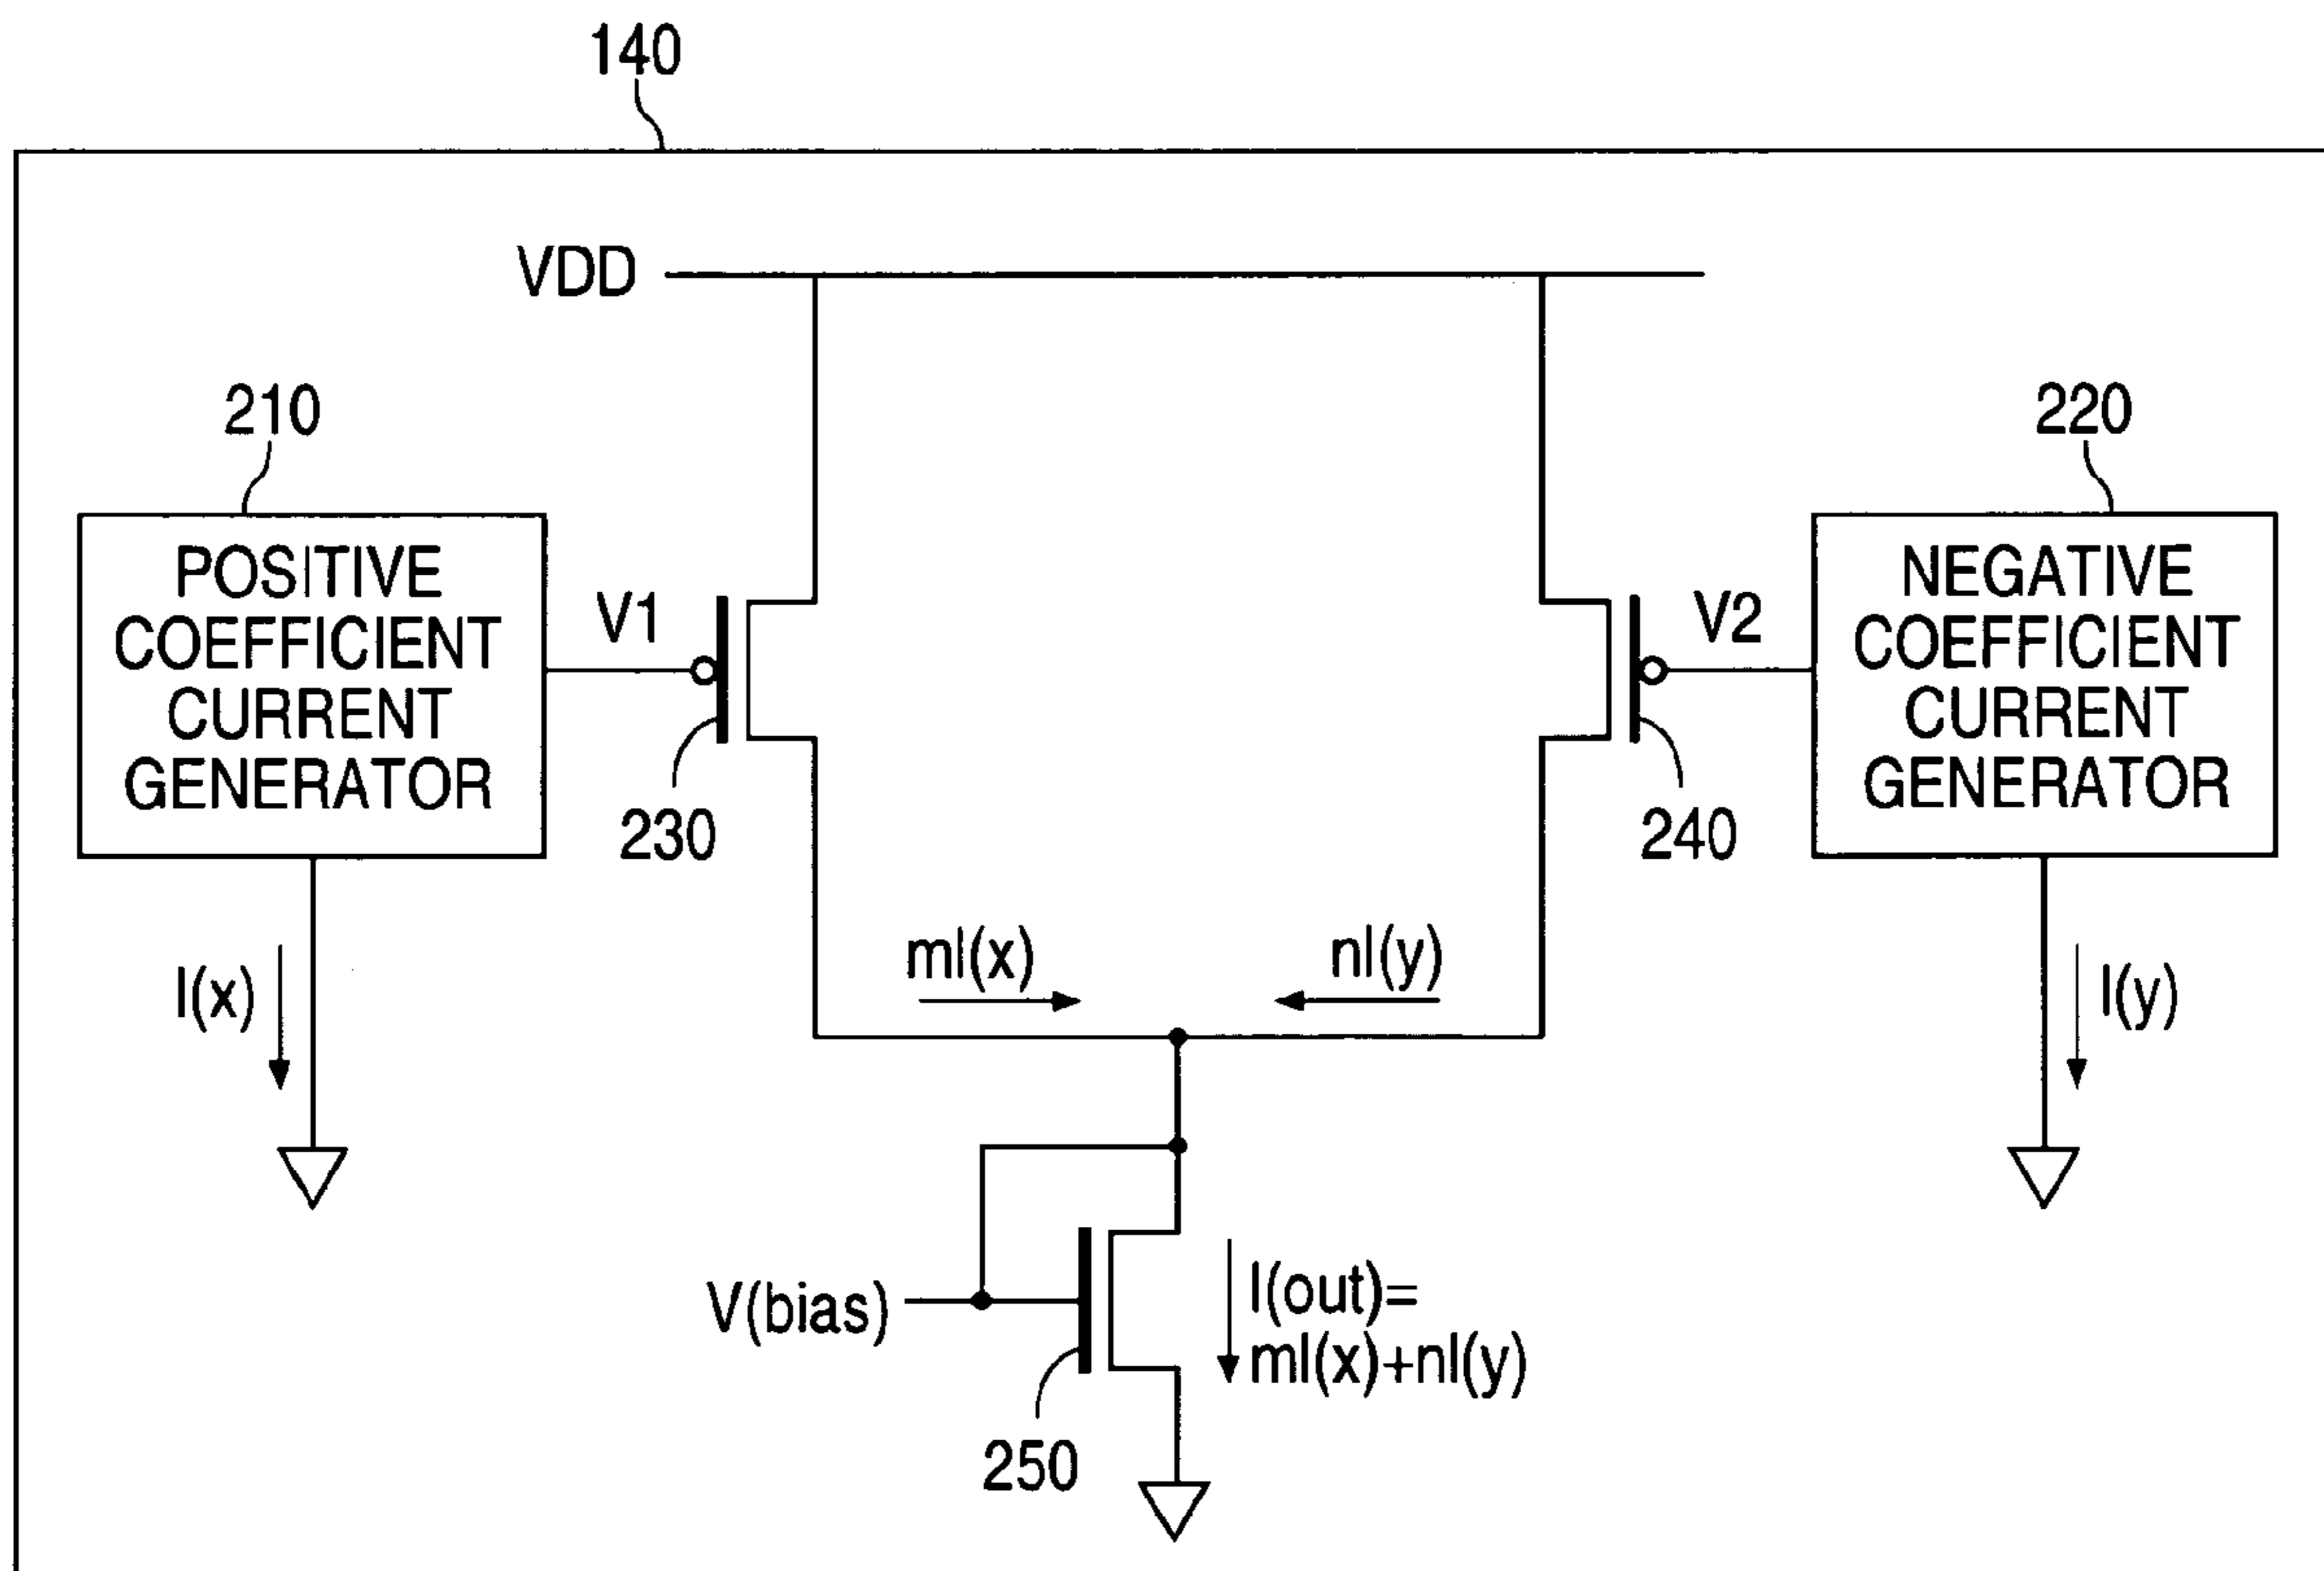 140
VDD
210
220
POSITIVE
COEFFICIENT
CURRENT
GENERATOR
V1
230
V2
240
NEGATIVE
COEFFICIENT
CURRENT
GENERATOR
mI(x)
nI(y)
I(x)
I(y)
V(bias)
I(out)=
mI(x)+nI(y)
250